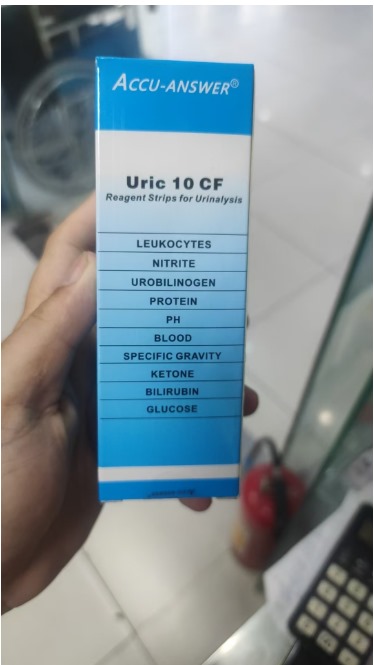 ACCU-ANSWER®
Uric 10 CF
Reagent Strips for Urinalysis
LEUKOCYTES
NITRITE
UROBILINOGEN
PROTEIN
PH
BLOOD
SPECIFIC GRAVITY
KETONE
BILIRUBIN
GLUCOSE